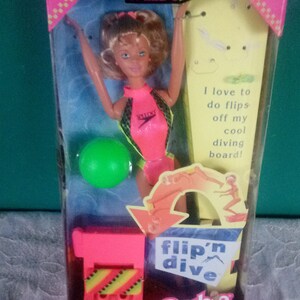 I love to
do flips
off my
cool
diving
board!
flip'n
dive